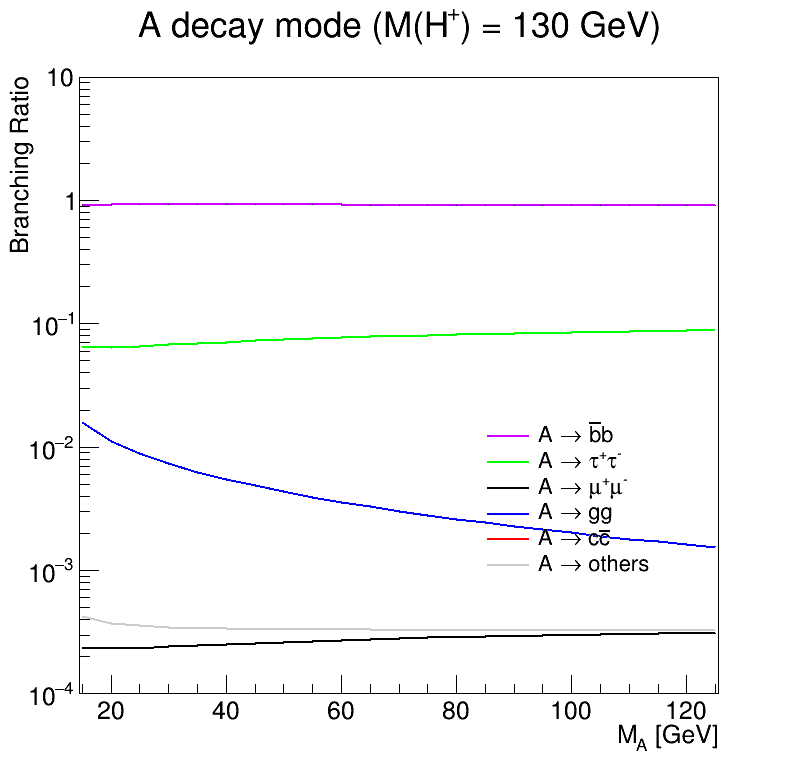 A decay mode (M(H⁺) = 130 GeV)
Branching Ratio
10
1
10⁻¹
10⁻²
10⁻³
10⁻⁴
A → b̅b
A → τ⁺τ⁻
A → μ⁺μ⁻
A → gg
A → cc̅
A → others
20 40 60 80 100 120
M_A [GeV]